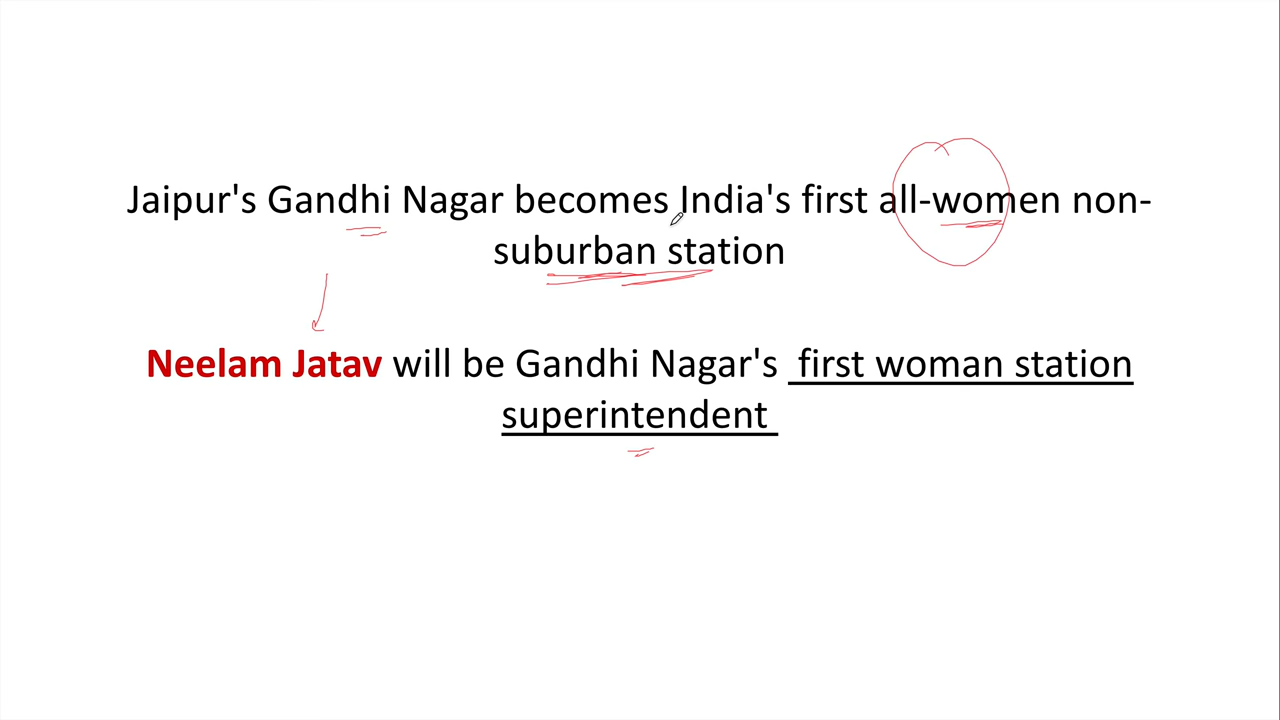 Jaipur's Gandhi Nagar becomes India's first all-women non-
suburban station
Neelam Jatav will be Gandhi Nagar's first woman station
superintendent